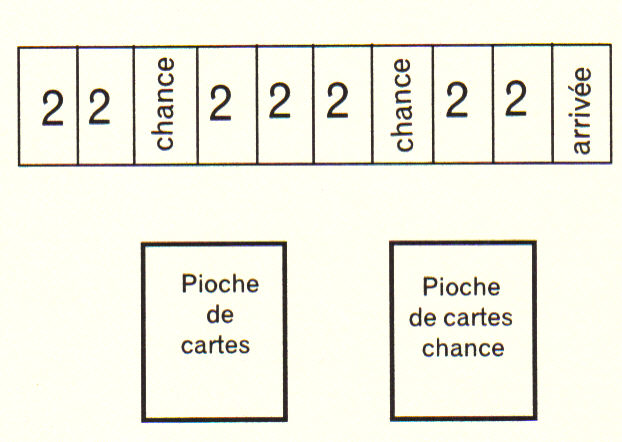 2 2 chance 2 2 2 chance 2 2 arrivée
Pioche
de
cartes
Pioche
de cartes
chance